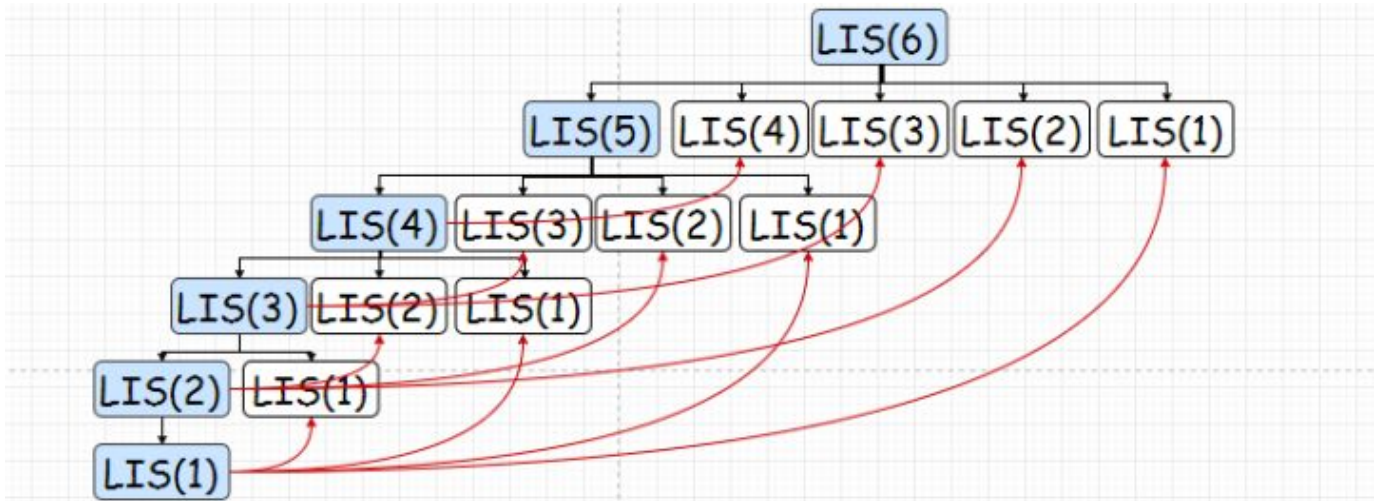 LIS(6)
LIS(5) LIS(4) LIS(3) LIS(2) LIS(1)
LIS(4) LIS(3) LIS(2) LIS(1)
LIS(3) LIS(2) LIS(1)
LIS(2) LIS(1)
LIS(1)